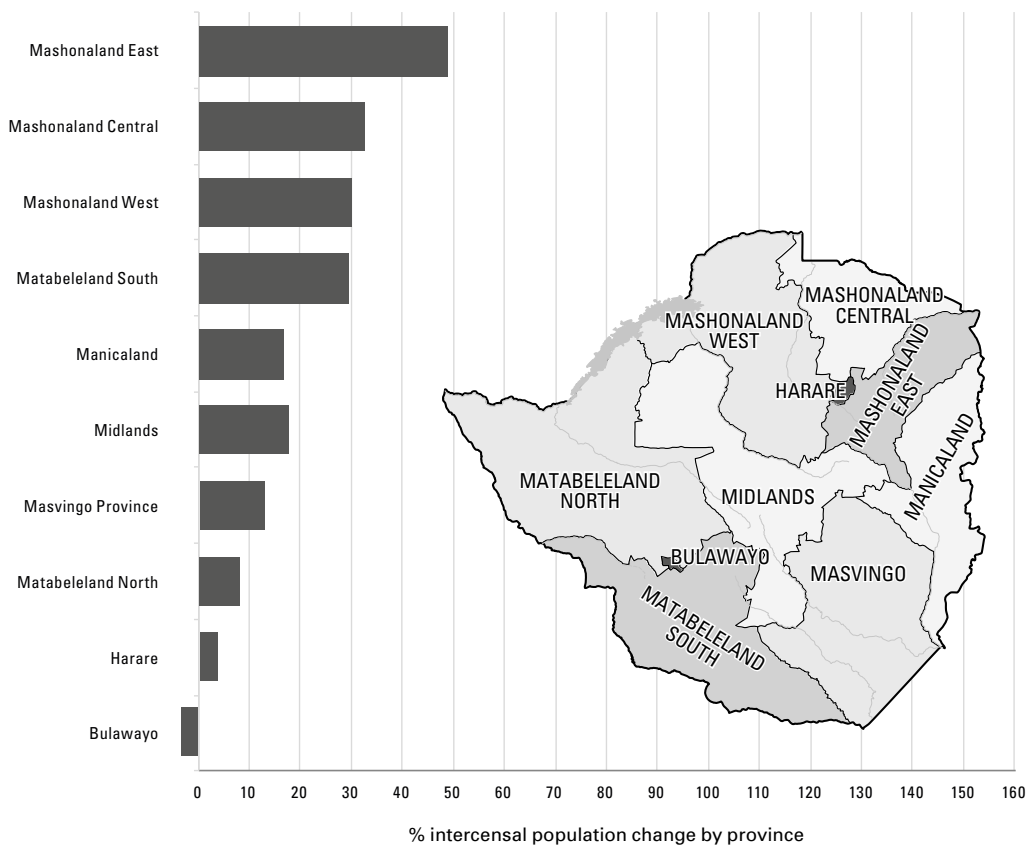 Mashonaland East
Mashonaland Central
Mashonaland West
Matabeleland South
Manicaland
Midlands
Masvingo Province
Matabeleland North
Harare
Bulawayo
0 10 20 30 40 50 60 70 80 90 100 110 120 130 140 150 160
% intercensal population change by province
MASHONALAND
CENTRAL
MASHONALAND
WEST
HARARE
MASHONALAND
EAST
MANICALAND
MATABELELAND
NORTH
MIDLANDS
BULAWAYO
MASVINGO
MATABELELAND
SOUTH